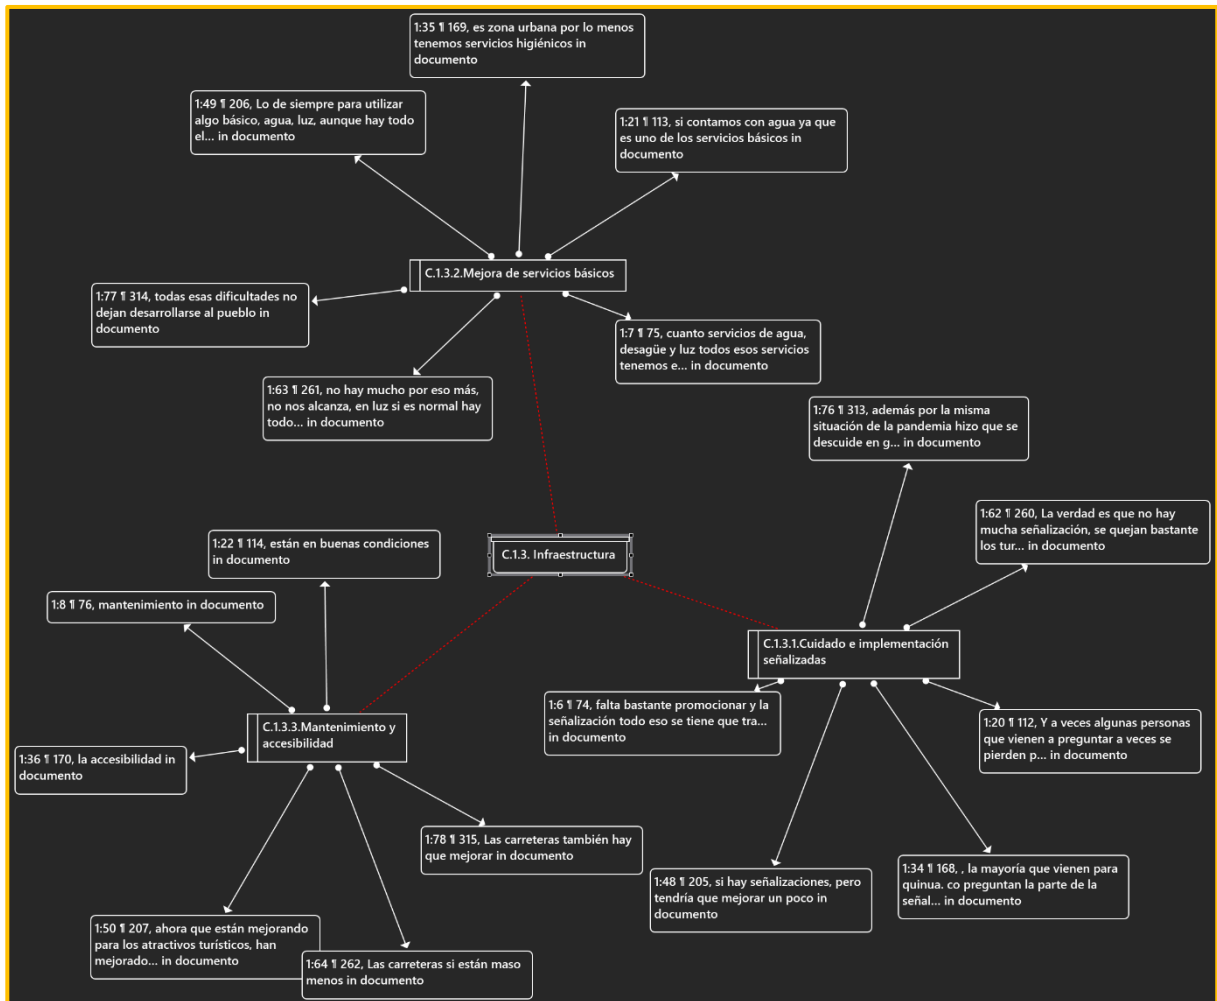 1:35 ¶ 169, es zona urbana por lo menos
tenemos servicios higiénicos in
documento
1:49 ¶ 206, Lo de siempre para utilizar
algo básico, agua, luz, aunque hay todo
el... in documento
1:21 ¶ 113, si contamos con agua ya que
es uno de los servicios básicos in
documento
C.1.3.2.Mejora de servicios básicos
1:77 ¶ 314, todas esas dificultades no
dejan desarrollarse al pueblo in
documento
1:7 ¶ 75, cuanto servicios de agua,
desagüe y luz todos esos servicios
tenemos e... in documento
1:63 ¶ 261, no hay mucho por eso más,
no nos alcanza, en luz si es normal hay
todo... in documento
1:76 ¶ 313, además por la misma
situación de la pandemia hizo que se
descuide en g... in documento
1:62 ¶ 260, La verdad es que no hay
mucha señalización, se quejan bastante
los tur... in documento
1:22 ¶ 114, están en buenas condiciones
in documento
C.1.3. Infraestructura
1:8 ¶ 76, mantenimiento in documento
C.1.3.1.Cuidado e implementación
señalizadas
1:6 ¶ 74, falta bastante promocionar y la
señalización todo eso se tiene que tra...
in documento
1:20 ¶ 112, Y a veces algunas personas
que vienen a preguntar a veces se
pierden p... in documento
C.1.3.3.Mantenimiento y
accesibilidad
1:36 ¶ 170, la accesibilidad in
documento
1:78 ¶ 315, Las carreteras también hay
que mejorar in documento
1:48 ¶ 205, si hay señalizaciones, pero
tendría que mejorar un poco in
documento
1:34 ¶ 168, , la mayoría que vienen para
quinua. co preguntan la parte de la
señal... in documento
1:50 ¶ 207, ahora que están mejorando
para los atractivos turísticos, han
mejorado... in documento
1:64 ¶ 262, Las carreteras si están maso
menos in documento